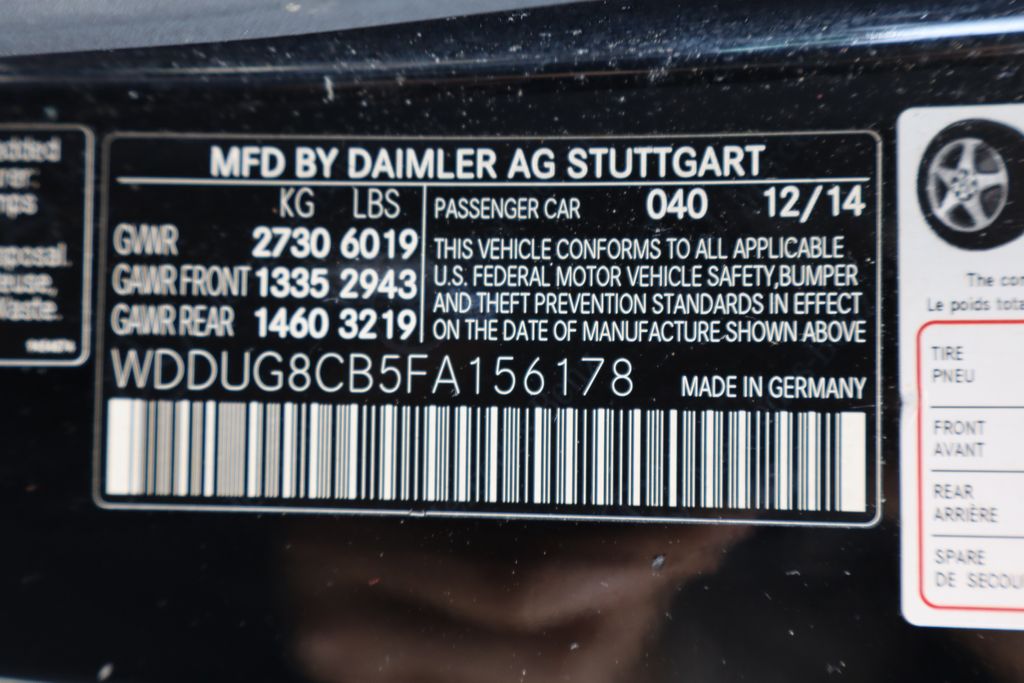 MFD BY DAIMLER AG STUTTGART
KG LBS
GVWR 2730 6019
GAWR FRONT 1335 2943
GAWR REAR 1460 3219
PASSENGER CAR 040 12/14
THIS VEHICLE CONFORMS TO ALL APPLICABLE
U.S. FEDERAL MOTOR VEHICLE SAFETY,BUMPER
AND THEFT PREVENTION STANDARDS IN EFFECT
ON THE DATE OF MANUFACTURE SHOWN ABOVE
WDDUG8CB5FA156178
MADE IN GERMANY
The con
Le poids tota
TIRE
PNEU
FRONT
AVANT
REAR
ARRIÈRE
SPARE
DE SECOU